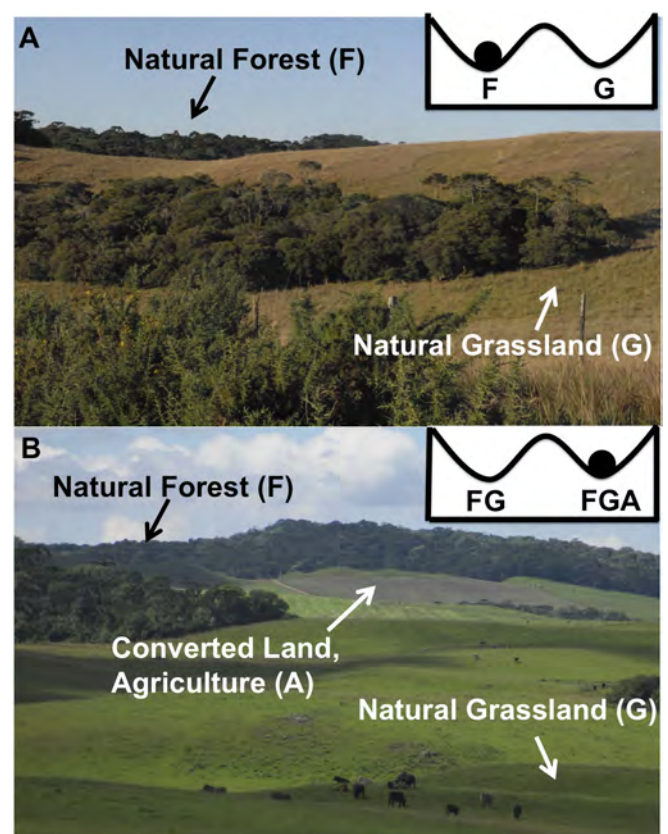 A
Natural Forest (F)
F G
Natural Grassland (G)
B
Natural Forest (F)
FG FGA
Converted Land,
Agriculture (A)
Natural Grassland (G)